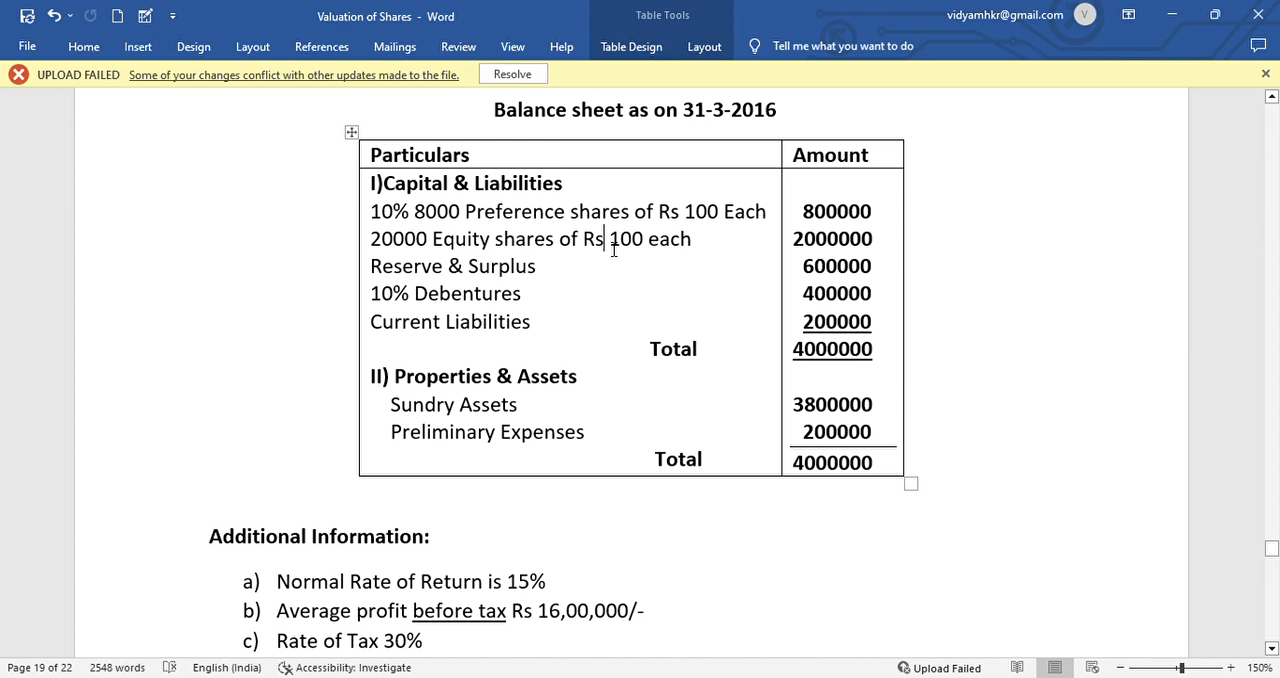 Valuation of Shares - Word
Table Tools
vidyamhkr@gmail.com
V
File Home Insert Design Layout References Mailings Review View Help Table Design Layout Tell me what you want to do
UPLOAD FAILED Some of your changes conflict with other updates made to the file. Resolve
Balance sheet as on 31-3-2016
Particulars Amount
I)Capital & Liabilities
10% 8000 Preference shares of Rs 100 Each 800000
20000 Equity shares of Rs 100 each 2000000
Reserve & Surplus 600000
10% Debentures 400000
Current Liabilities 200000
Total 4000000
II) Properties & Assets
Sundry Assets 3800000
Preliminary Expenses 200000
Total 4000000
Additional Information:
a) Normal Rate of Return is 15%
b) Average profit before tax Rs 16,00,000/-
c) Rate of Tax 30%
Page 19 of 22 2548 words English (India) Accessibility: Investigate Upload Failed 150%